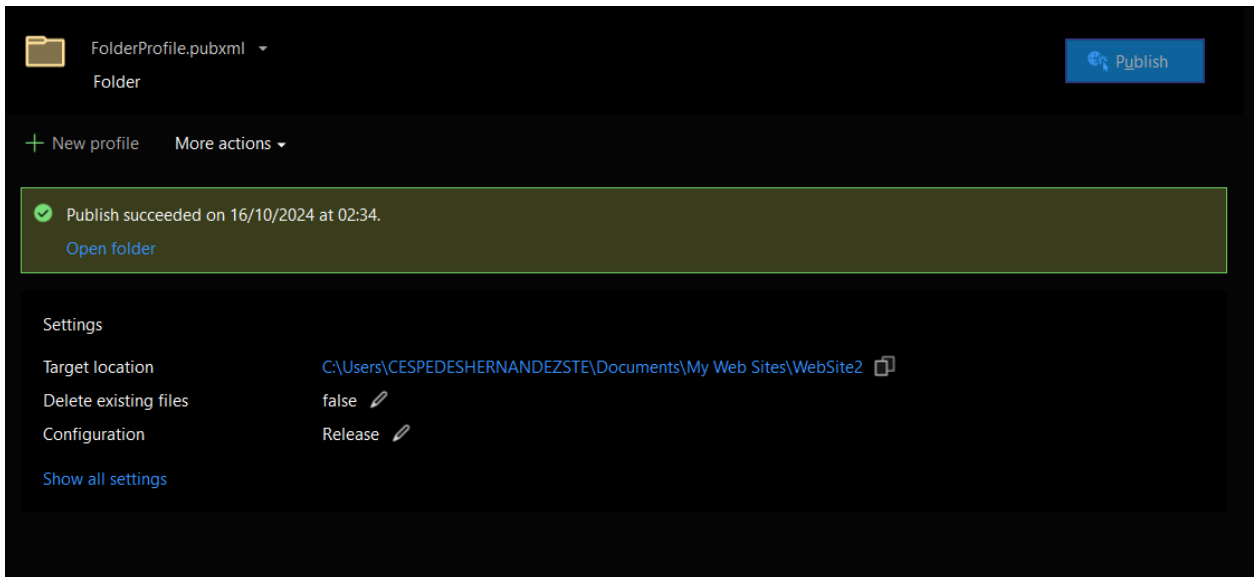 FolderProfile.pubxml
Folder
Publish
New profile More actions
Publish succeeded on 16/10/2024 at 02:34.
Open folder
Settings
Target location C:\Users\CESPEDESHERNANDEZSTE\Documents\My Web Sites\WebSite2
Delete existing files false
Configuration Release
Show all settings